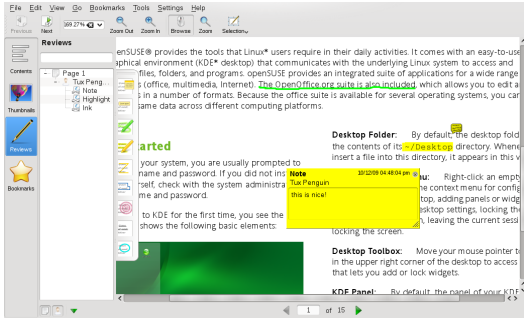 File Edit View Go Bookmarks Tools Settings Help
169.27%
Previous Next Zoom Out Zoom In Browse Zoom Selection
Reviews
Contents
Thumbnails
Reviews
Bookmarks
Page 1
Tux Peng...
Note
Highlight
Ink
enSUSE® provides the tools that Linux* users require in their daily activities. It comes with an easy-to-use
aphical environment (KDE* desktop) that communicates with the underlying Linux system to access and
files, folders, and programs. openSUSE provides an integrated suite of applications for a wide range
s (office, multimedia, Internet). The OpenOffice.org suite is also included, which allows you to edit a
s in a number of formats. Because the office suite is available for several operating systems, you car
ame data across different computing platforms.
arted
your system, you are usually prompted to
name and password. If you did not ins
rself, check with the system administra
me and password.
to KDE for the first time, you see the
shows the following basic elements:
Desktop Folder: By default, the desktop fold
the contents of its ~/Desktop directory. Whene
insert a file into this directory, it appears in this v
nu: Right-click an empty
he context menu for config
top, adding panels or widg
esktop settings, locking the
n, leaving the current sessi
locking the screen.
Note 10/12/09 04:48:04 pm
Tux Penguin
this is nice!
Desktop Toolbox: Move your mouse pointer to
in the upper right corner of the desktop to access
that lets you add or lock widgets.
KDE Panel: By default, the panel of your KDE
1 of 15